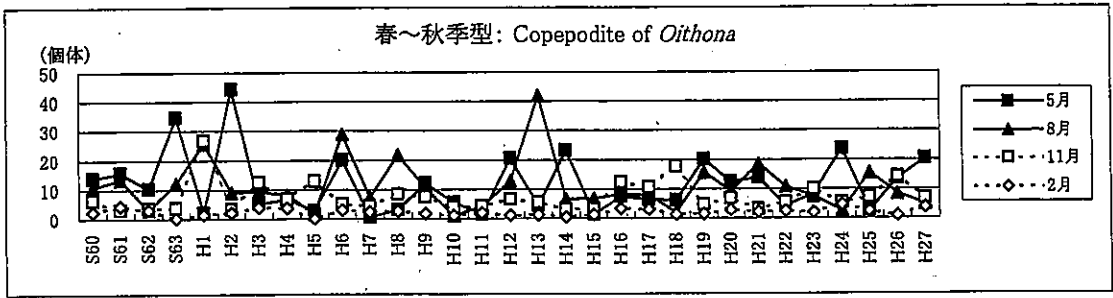 春～秋季型: Copepodite of Oithona
(個体)
50
40
30
20
10
0
S60 S61 S62 S63 H1 H2 H3 H4 H5 H6 H7 H8 H9 H10 H11 H12 H13 H14 H15 H16 H17 H18 H19 H20 H21 H22 H23 H24 H25 H26 H27
5月
8月
11月
2月